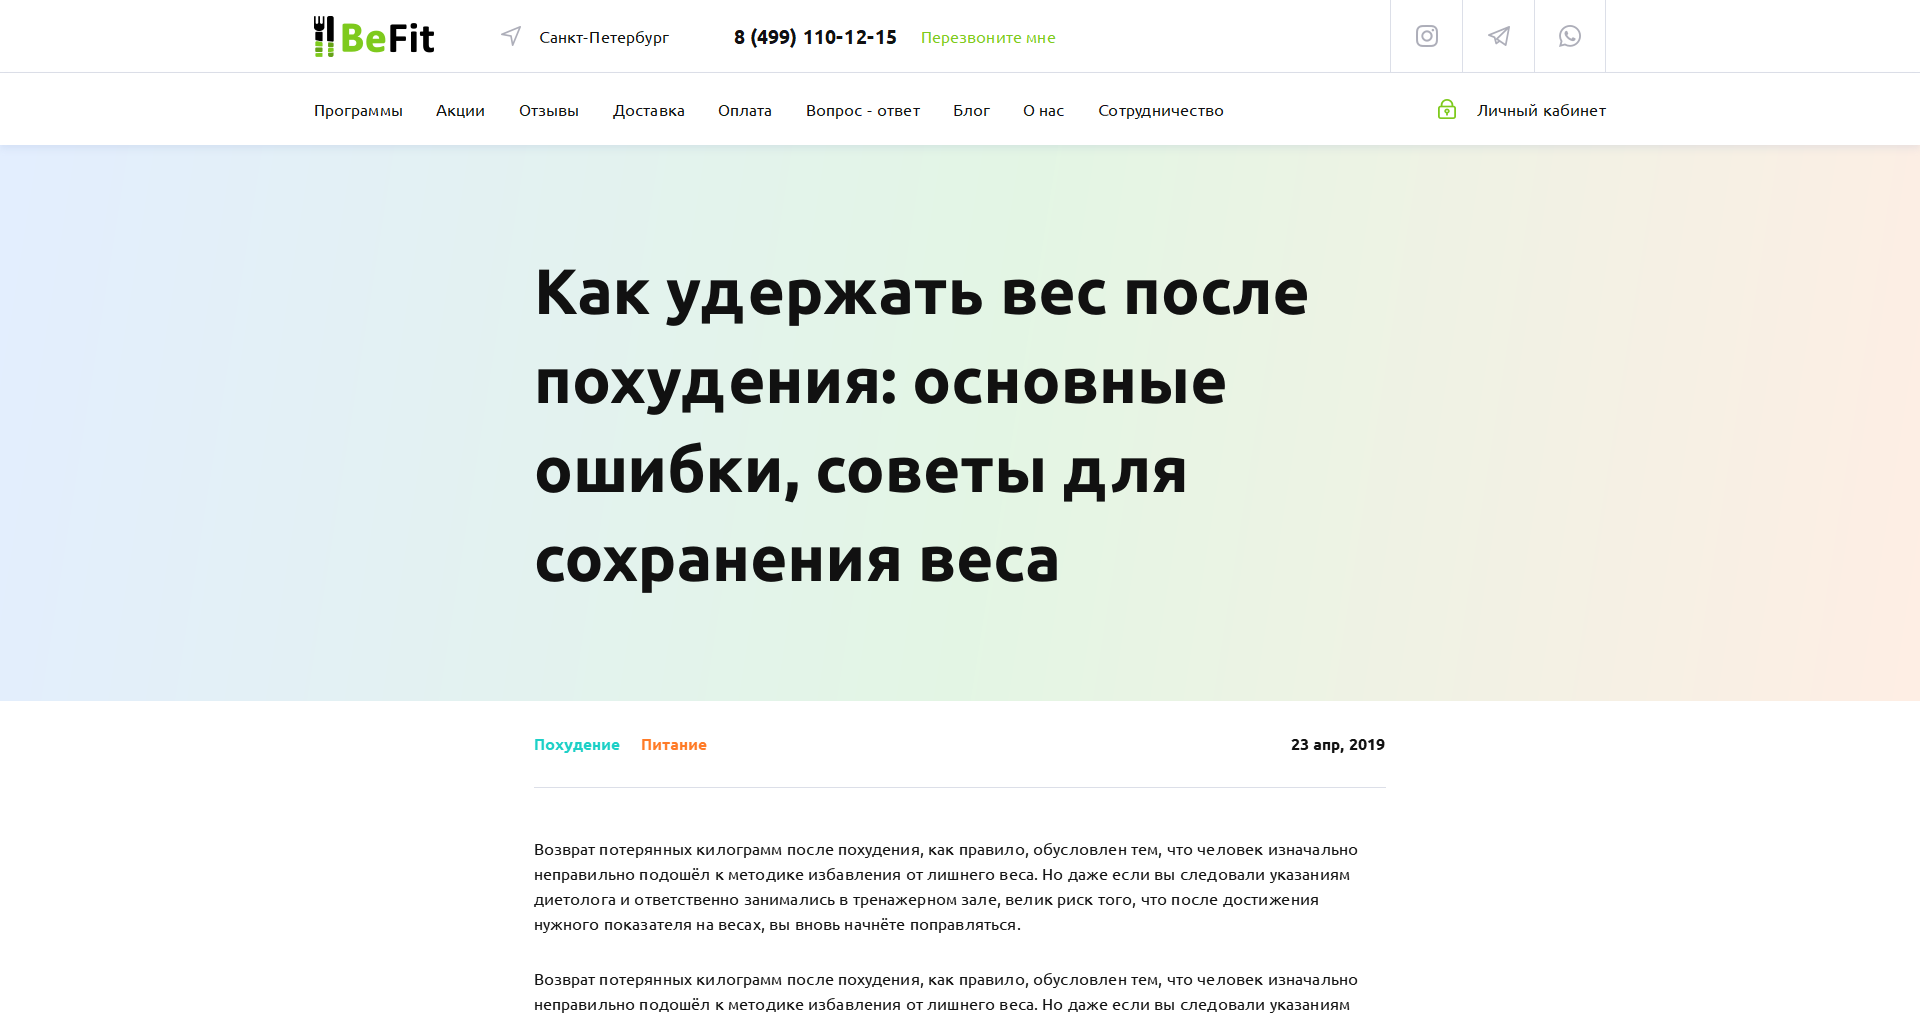 BeFit
Санкт-Петербург
8 (499) 110-12-15
Перезвоните мне
Программы
Акции
Отзывы
Доставка
Оплата
Вопрос - ответ
Блог
О нас
Сотрудничество
Личный кабинет
Как удержать вес после
похудения: основные
ошибки, советы для
сохранения веса
Похудение
Питание
23 апр, 2019
Возврат потерянных килограмм после похудения, как правило, обусловлен тем, что человек изначально
неправильно подошёл к методике избавления от лишнего веса. Но даже если вы следовали указаниям
диетолога и ответственно занимались в тренажерном зале, велик риск того, что после достижения
нужного показателя на весах, вы вновь начнёте поправляться.
Возврат потерянных килограмм после похудения, как правило, обусловлен тем, что человек изначально
неправильно подошёл к методике избавления от лишнего веса. Но даже если вы следовали указаниям